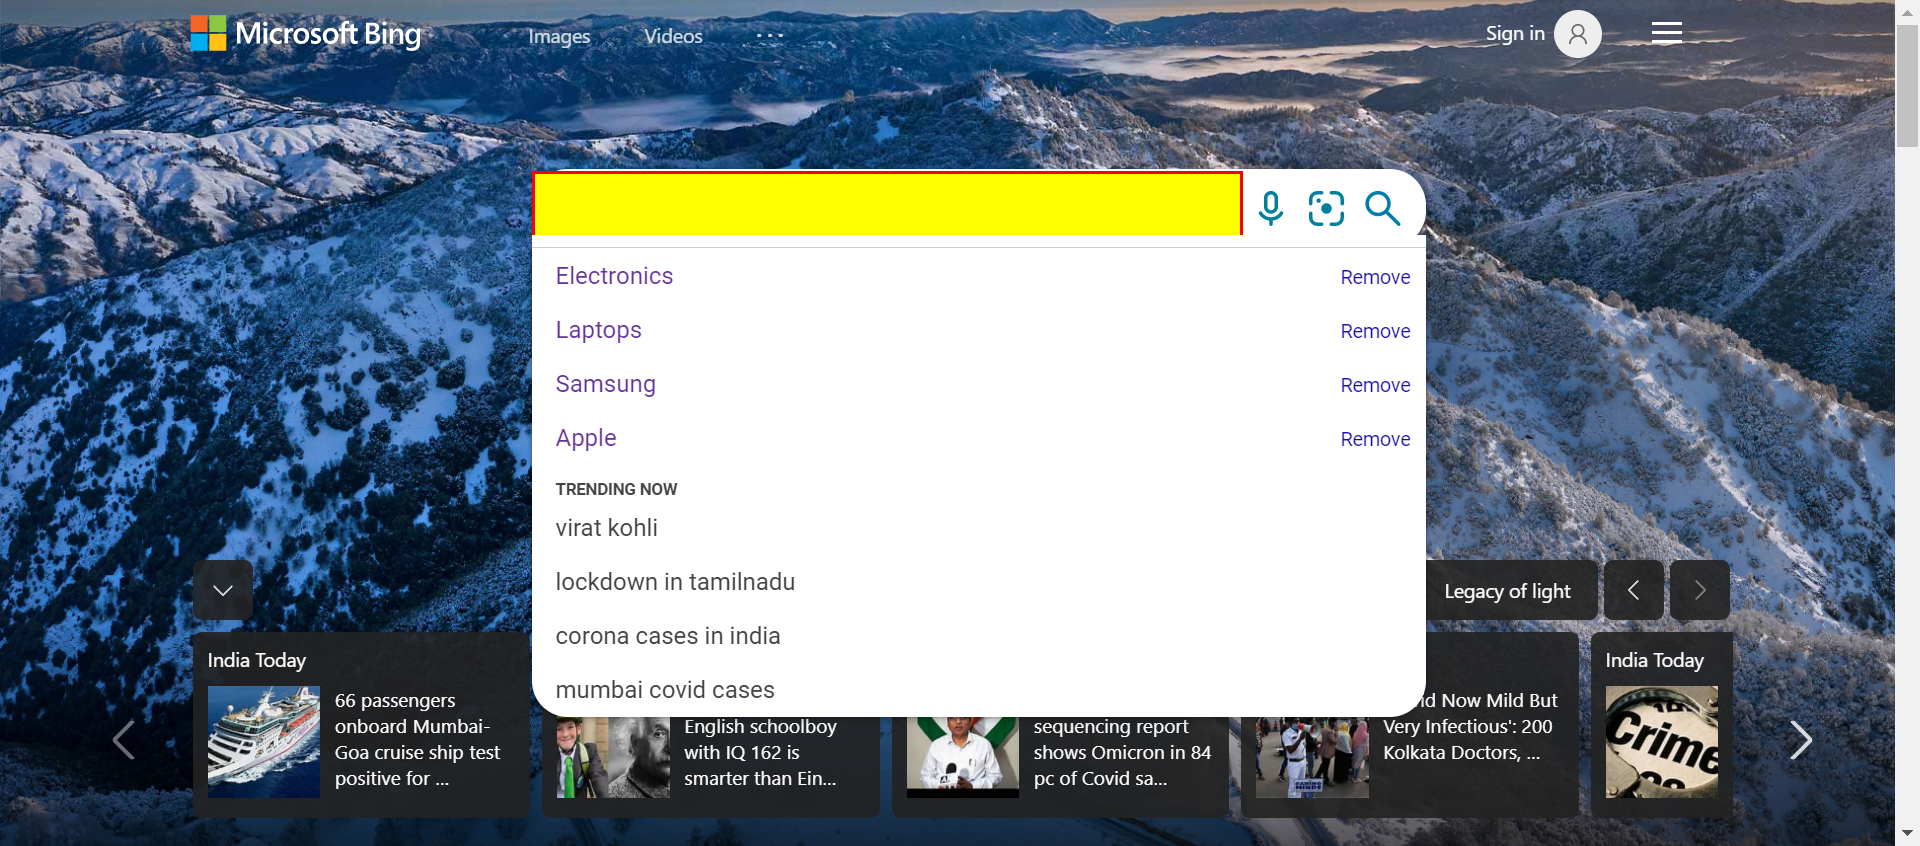 Microsoft Bing
Images
Videos
Sign in
Electronics
Remove
Laptops
Remove
Samsung
Remove
Apple
Remove
TRENDING NOW
virat kohli
lockdown in tamilnadu
corona cases in india
mumbai covid cases
Legacy of light
India Today
66 passengers
onboard Mumbai-
Goa cruise ship test
positive for ...
English schoolboy
with IQ 162 is
smarter than Ein...
sequencing report
shows Omicron in 84
pc of Covid sa...
Now Mild But
Very Infectious': 200
Kolkata Doctors, ...
India Today
Crime